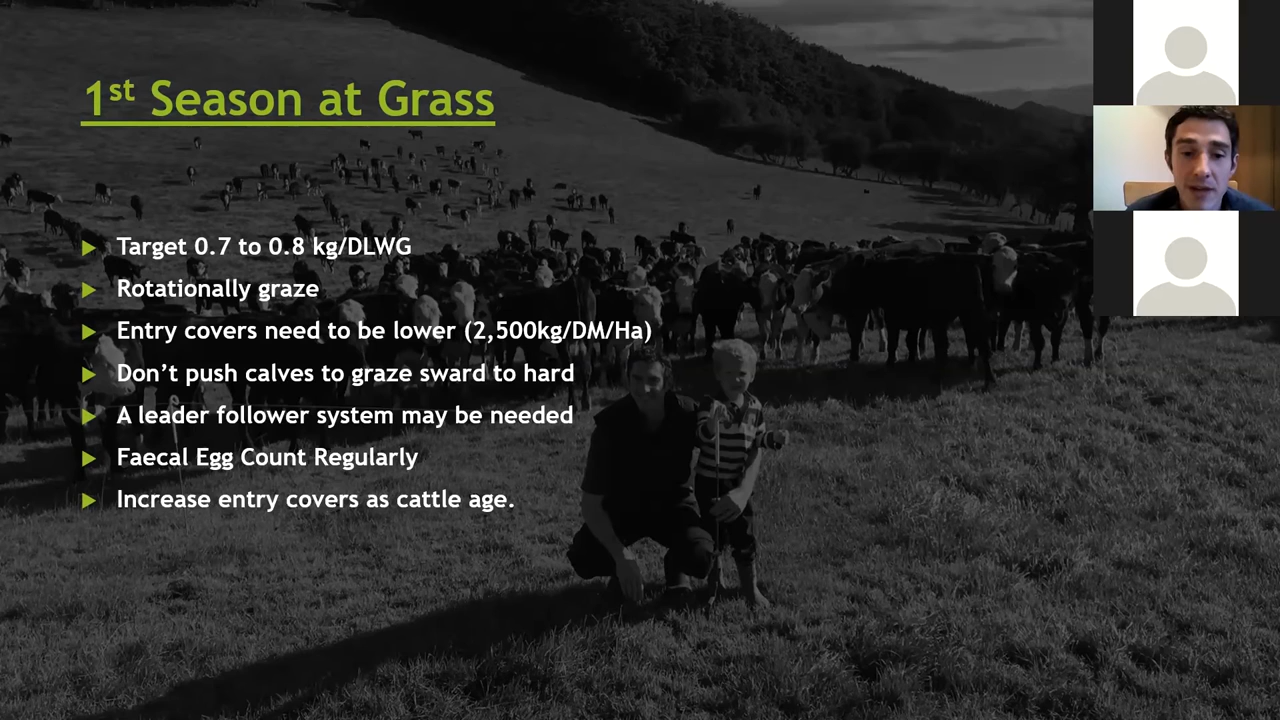 1st Season at Grass
Target 0.7 to 0.8 kg/DLWG
Rotationally graze
Entry covers need to be lower (2,500kg/DM/Ha)
Don’t push calves to graze sward to hard
A leader follower system may be needed
Faecal Egg Count Regularly
Increase entry covers as cattle age.